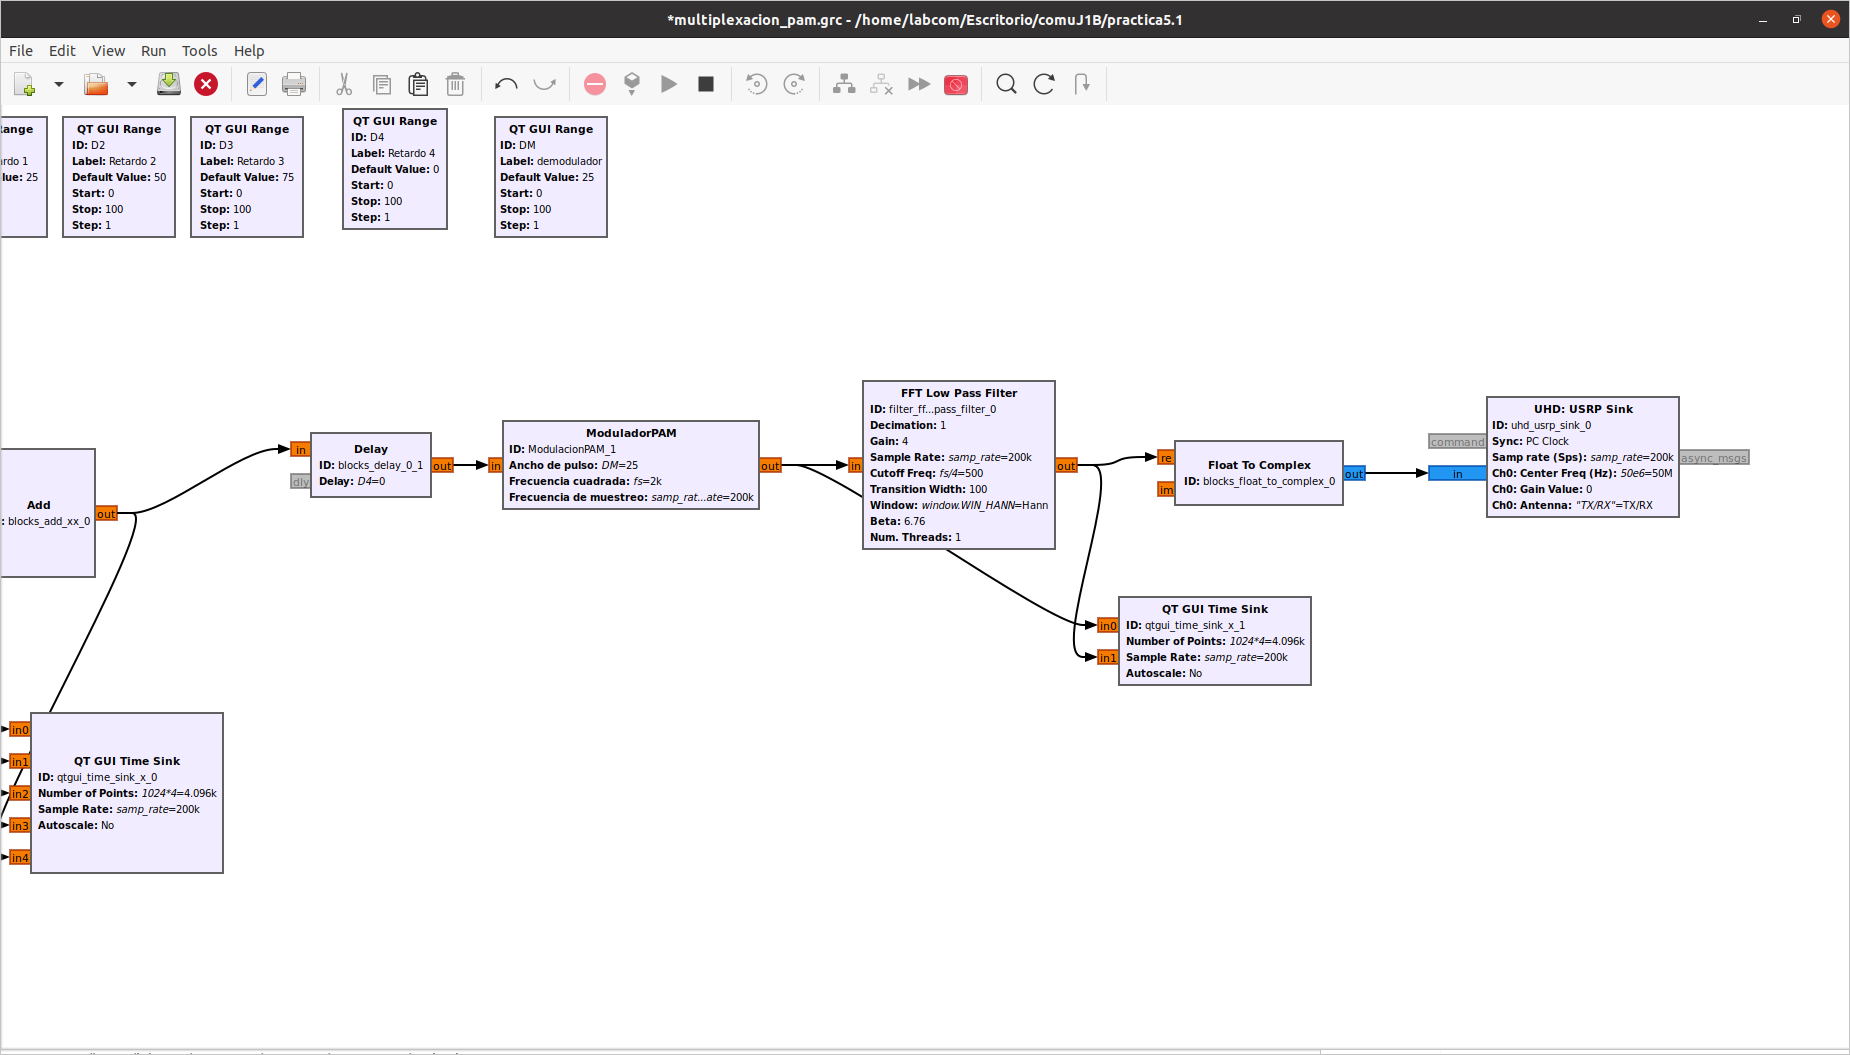 *multiplexacion_pam.grc - /home/labcom/Escritorio/comuJ1B/practica5.1
File Edit View Run Tools Help
ange
rdo 1
lue: 25
QT GUI Range
ID: D2
Label: Retardo 2
Default Value: 50
Start: 0
Stop: 100
Step: 1
QT GUI Range
ID: D3
Label: Retardo 3
Default Value: 75
Start: 0
Stop: 100
Step: 1
QT GUI Range
ID: D4
Label: Retardo 4
Default Value: 0
Start: 0
Stop: 100
Step: 1
QT GUI Range
ID: DM
Label: demodulador
Default Value: 25
Start: 0
Stop: 100
Step: 1
Add
: blocks_add_xx_0
out
in
dly
Delay
ID: blocks_delay_0_1
Delay: D4=0
out
in
ModuladorPAM
ID: ModulacionPAM_1
Ancho de pulso: DM=25
Frecuencia cuadrada: fs=2k
Frecuencia de muestreo: samp_rat...ate=200k
out
in
FFT Low Pass Filter
ID: filter_ff...pass_filter_0
Decimation: 1
Gain: 4
Sample Rate: samp_rate=200k
Cutoff Freq: fs/4=500
Transition Width: 100
Window: window.WIN_HANN=Hann
Beta: 6.76
Num. Threads: 1
out
re
im
Float To Complex
ID: blocks_float_to_complex_0
out
command
in
UHD: USRP Sink
ID: uhd_usrp_sink_0
Sync: PC Clock
Samp rate (Sps): samp_rate=200k
Ch0: Center Freq (Hz): 50e6=50M
Ch0: Gain Value: 0
Ch0: Antenna: "TX/RX"=TX/RX
async_msgs
in0
in1
QT GUI Time Sink
ID: qtgui_time_sink_x_1
Number of Points: 1024*4=4.096k
Sample Rate: samp_rate=200k
Autoscale: No
in0
in1
in2
in3
in4
QT GUI Time Sink
ID: qtgui_time_sink_x_0
Number of Points: 1024*4=4.096k
Sample Rate: samp_rate=200k
Autoscale: No